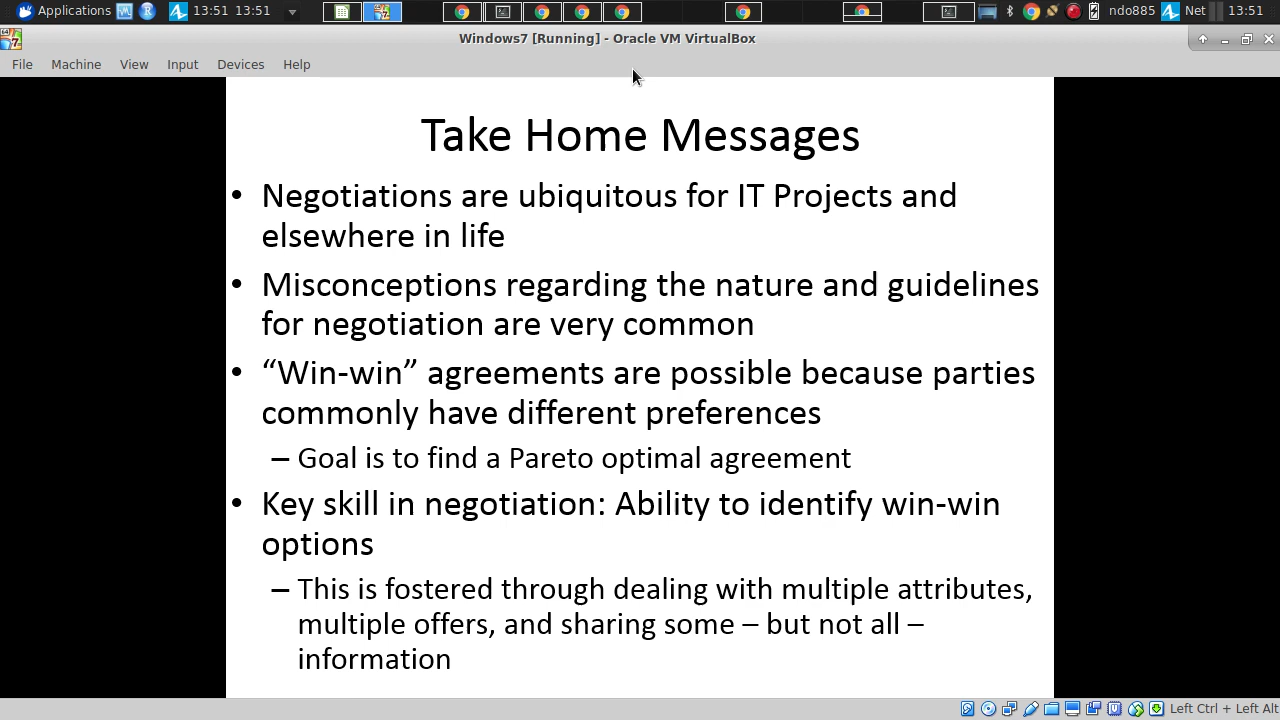 Applications 13:51 13:51 ndo885 Net 13:51
Windows7 [Running] - Oracle VM VirtualBox
File Machine View Input Devices Help
Take Home Messages
• Negotiations are ubiquitous for IT Projects and
elsewhere in life
• Misconceptions regarding the nature and guidelines
for negotiation are very common
• “Win-win” agreements are possible because parties
commonly have different preferences
– Goal is to find a Pareto optimal agreement
• Key skill in negotiation: Ability to identify win-win
options
– This is fostered through dealing with multiple attributes,
multiple offers, and sharing some – but not all –
information
Left Ctrl + Left Alt